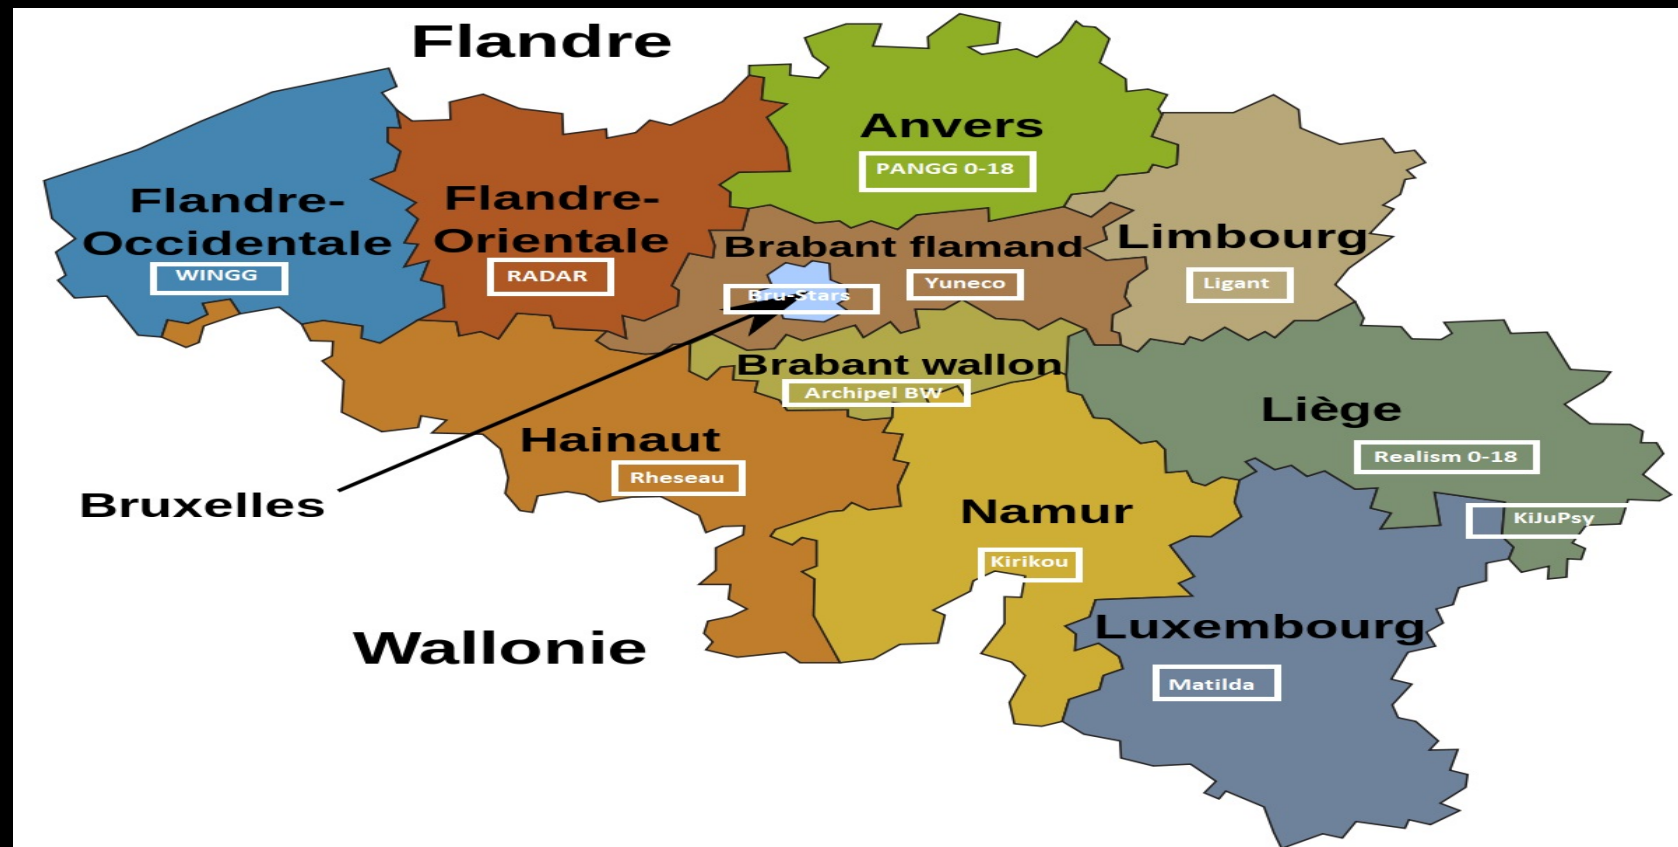 Flandre
Anvers
PANGG 0-18
Flandre-
Occidentale
WINGG
Flandre-
Orientale
RADAR
Brabant flamand
Bru-Stars
Yuneco
Limbourg
Ligant
Brabant wallon
Archipel BW
Liège
Realism 0-18
KiJuPsy
Hainaut
Rheseau
Bruxelles
Namur
Kirikou
Wallonie
Luxembourg
Matilda